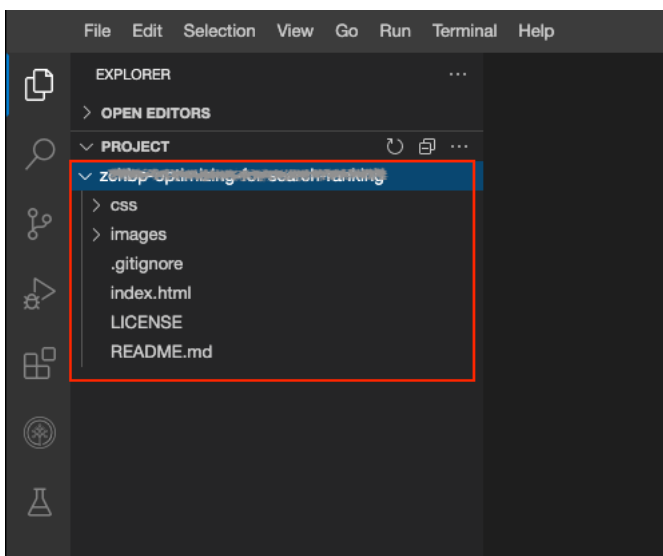 File Edit Selection View Go Run Terminal Help
EXPLORER
OPEN EDITORS
PROJECT
css
images
.gitignore
index.html
LICENSE
README.md